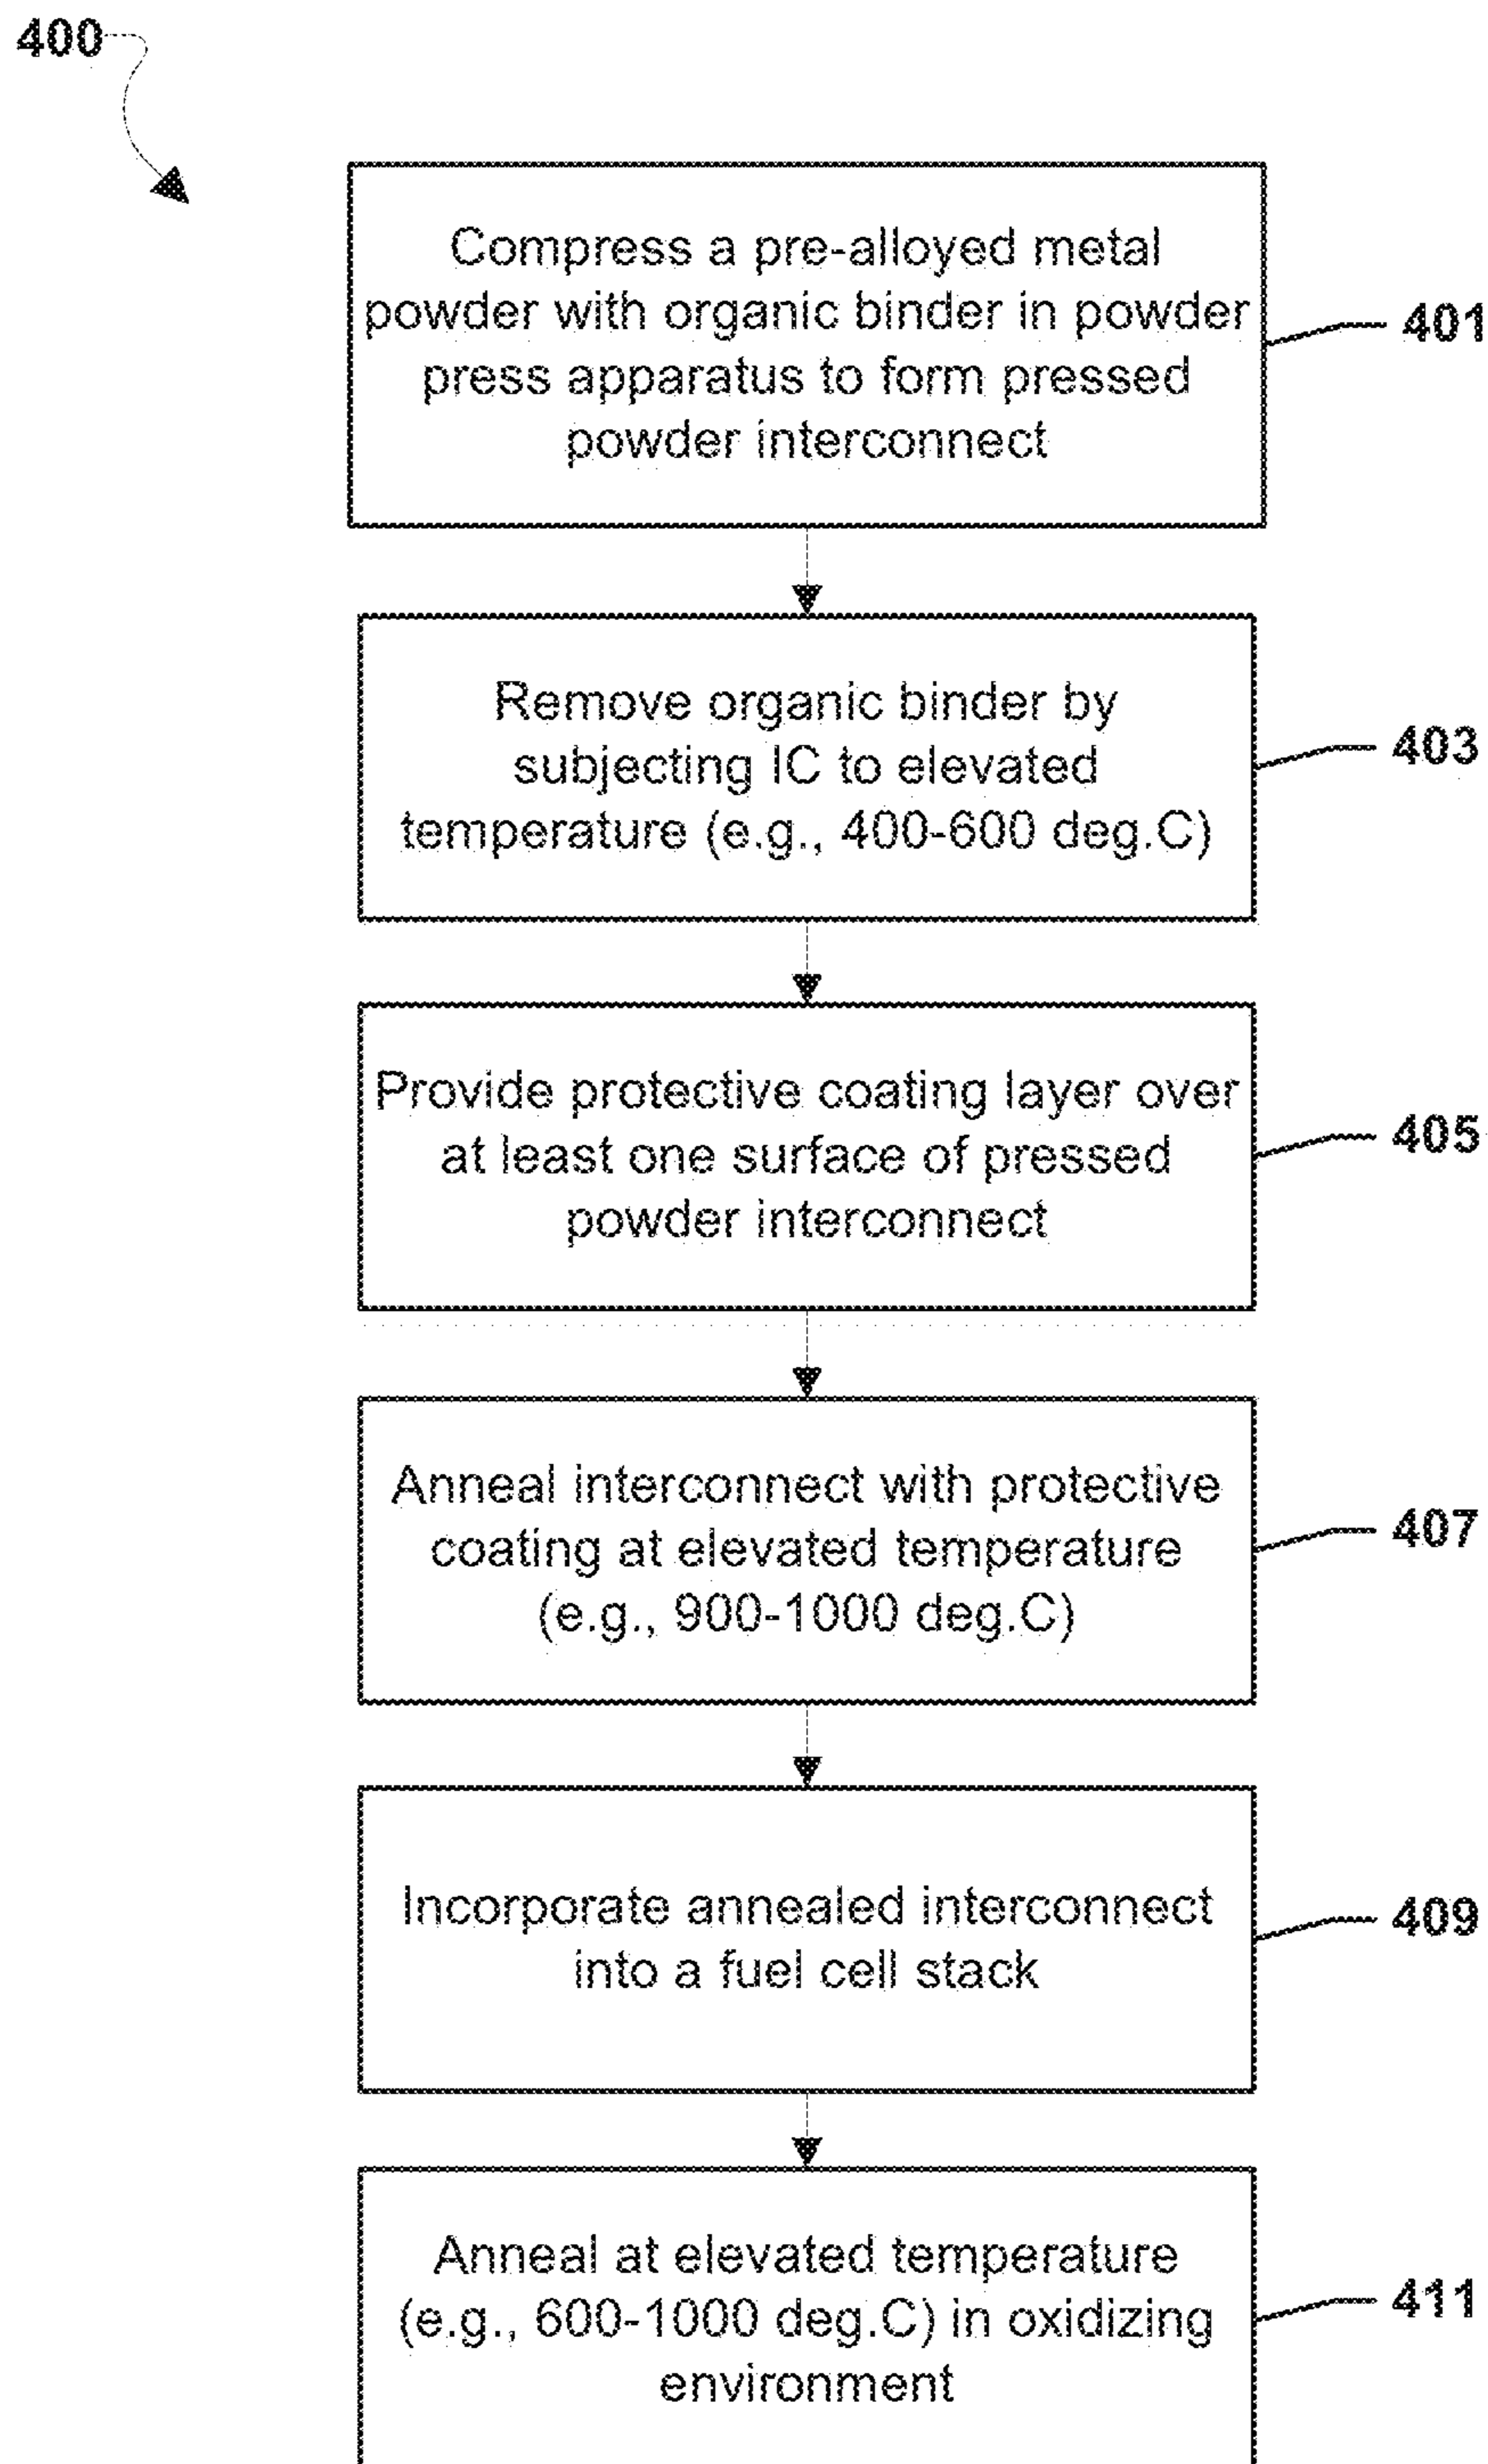 400
Compress a pre-alloyed metal
powder with organic binder in powder
press apparatus to form pressed
powder interconnect
401
Remove organic binder by
subjecting IC to elevated
temperature (e.g., 400-600 deg.C)
403
Provide protective coating layer over
at least one surface of pressed
powder interconnect
405
Anneal interconnect with protective
coating at elevated temperature
(e.g., 900-1000 deg.C)
407
Incorporate annealed interconnect
into a fuel cell stack
409
Anneal at elevated temperature
(e.g., 600-1000 deg.C) in oxidizing
environment
411